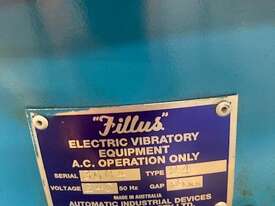 "Fillus"
ELECTRIC VIBRATORY
EQUIPMENT
A.C. OPERATION ONLY
SERIAL TYPE
VOLTAGE 50 Hz GAP
MADE IN AUSTRALIA
AUTOMATIC INDUSTRIAL DEVICES